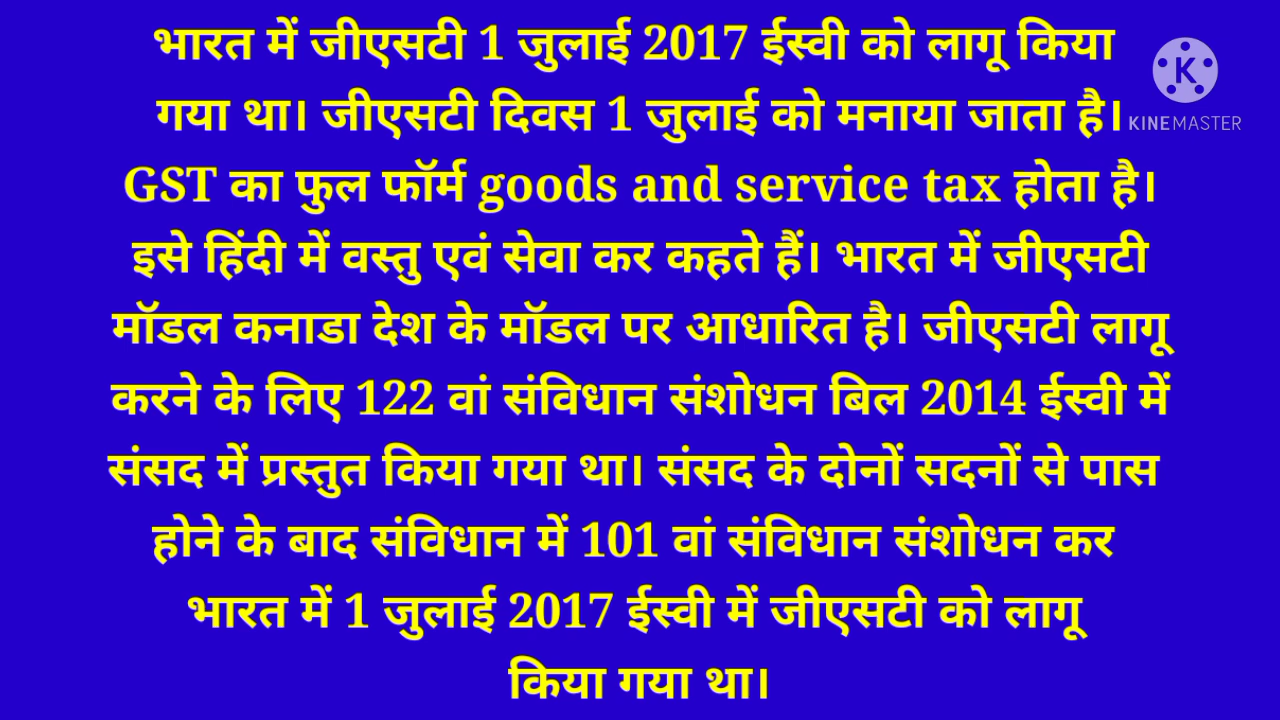 भारत में जीएसटी 1 जुलाई 2017 ईस्वी को लागू किया
गया था। जीएसटी दिवस 1 जुलाई को मनाया जाता है।
GST का फुल फॉर्म goods and service tax होता है।
इसे हिंदी में वस्तु एवं सेवा कर कहते हैं। भारत में जीएसटी
मॉडल कनाडा देश के मॉडल पर आधारित है। जीएसटी लागू
करने के लिए 122 वां संविधान संशोधन बिल 2014 ईस्वी में
संसद में प्रस्तुत किया गया था। संसद के दोनों सदनों से पास
होने के बाद संविधान में 101 वां संविधान संशोधन कर
भारत में 1 जुलाई 2017 ईस्वी में जीएसटी को लागू
किया गया था।
K
KINEMASTER